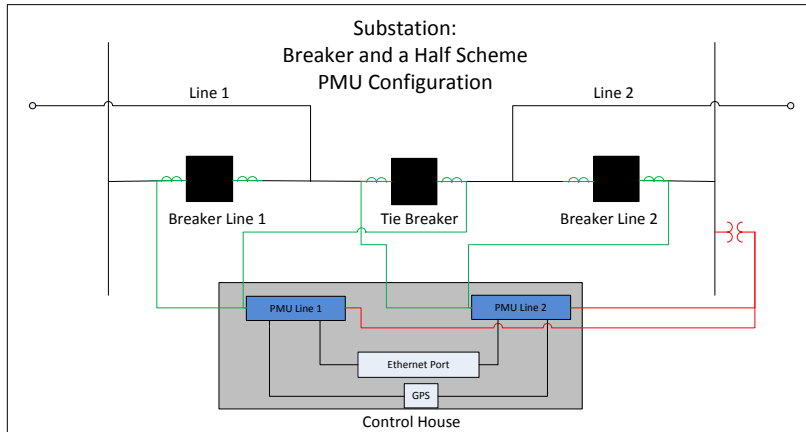 Substation:
Breaker and a Half Scheme
PMU Configuration
Line 1
Line 2
Breaker Line 1
Tie Breaker
Breaker Line 2
PMU Line 1
PMU Line 2
Ethernet Port
GPS
Control House